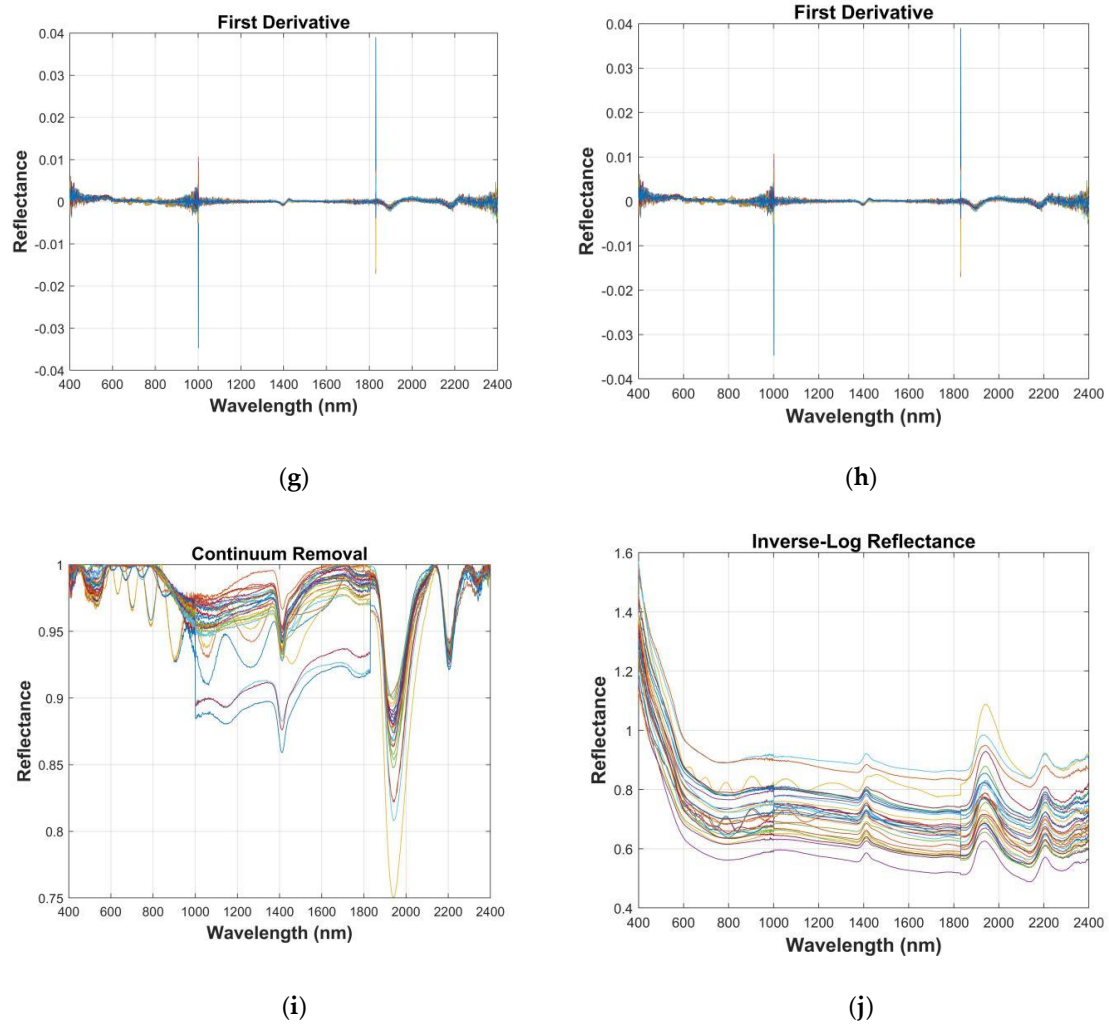 First Derivative
0.04
0.03
0.02
0.01
0
-0.01
-0.02
-0.03
-0.04
Reflectance
400 600 800 1000 1200 1400 1600 1800 2000 2200 2400
Wavelength (nm)
(g)
First Derivative
0.04
0.03
0.02
0.01
0
-0.01
-0.02
-0.03
-0.04
Reflectance
400 600 800 1000 1200 1400 1600 1800 2000 2200 2400
Wavelength (nm)
(h)
Continuum Removal
1
0.95
0.9
0.85
0.8
0.75
Reflectance
400 600 800 1000 1200 1400 1600 1800 2000 2200 2400
Wavelength (nm)
(i)
Inverse-Log Reflectance
1.6
1.4
1.2
1
0.8
0.6
0.4
Reflectance
400 600 800 1000 1200 1400 1600 1800 2000 2200 2400
Wavelength (nm)
(j)